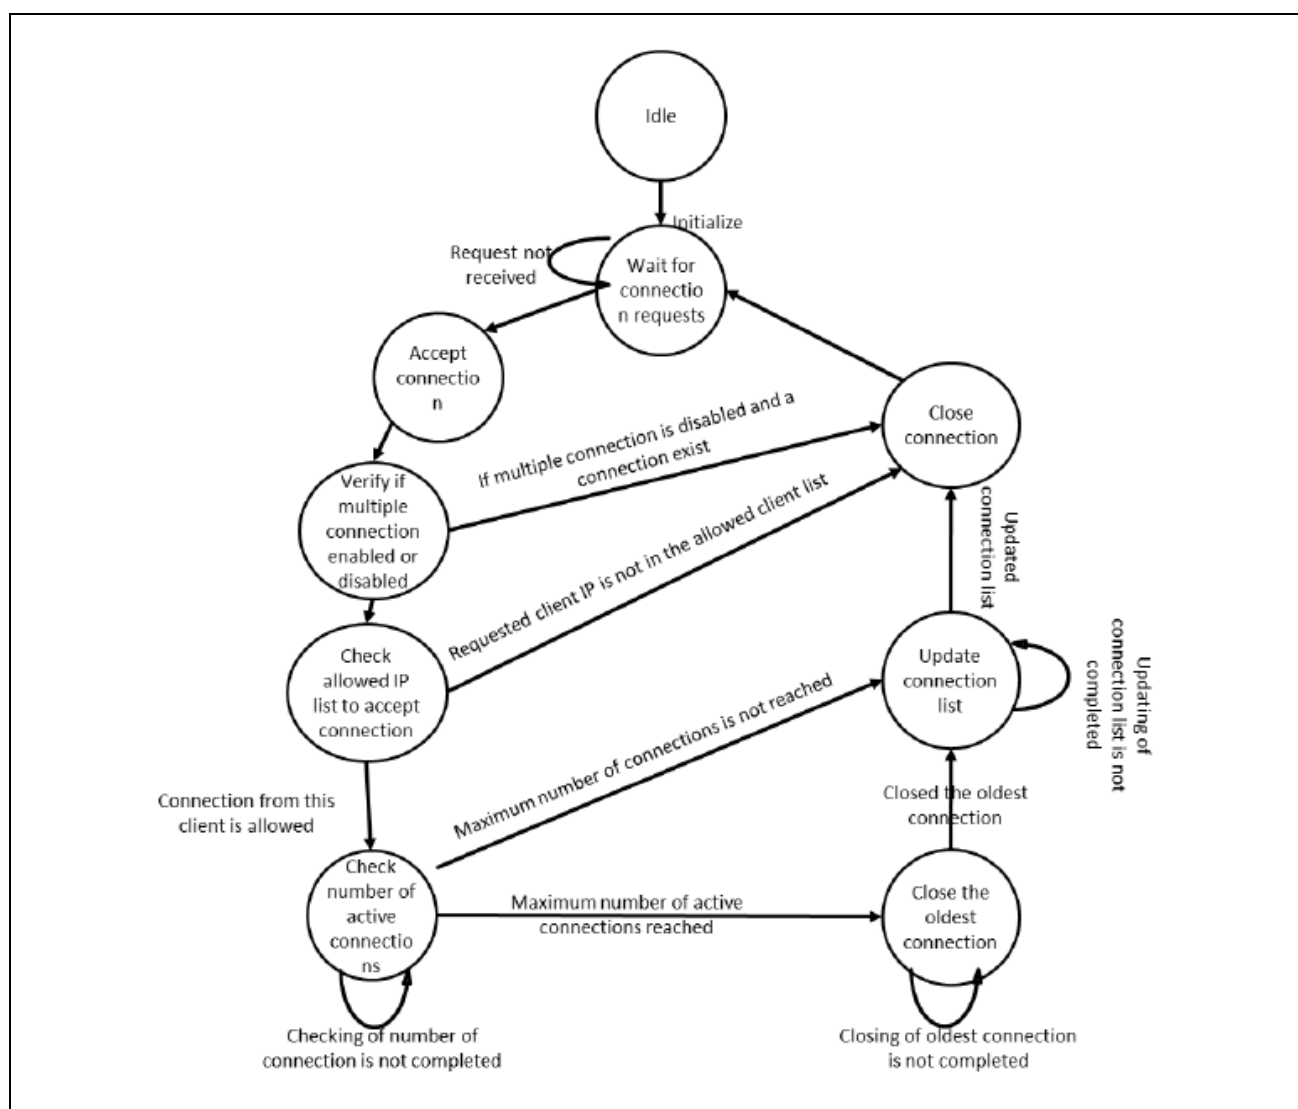 Idle
Initialize
Request not
received
Wait for
connectio
n requests
Accept
connectio
n
Close
connection
If multiple connection is disabled and a
connection exist
Verify if
multiple
connection
enabled or
disabled
Requested client IP is not in the allowed client list
Updated
connection list
Check
allowed IP
list to accept
connection
Update
connection
list
Updating of
connection list is not
completed
Maximum number of connections is not reached
Connection from this
client is allowed
Closed the oldest
connection
Check
number of
active
connectio
ns
Maximum number of active
connections reached
Close the
oldest
connection
Checking of number of
connection is not completed
Closing of oldest connection
is not completed